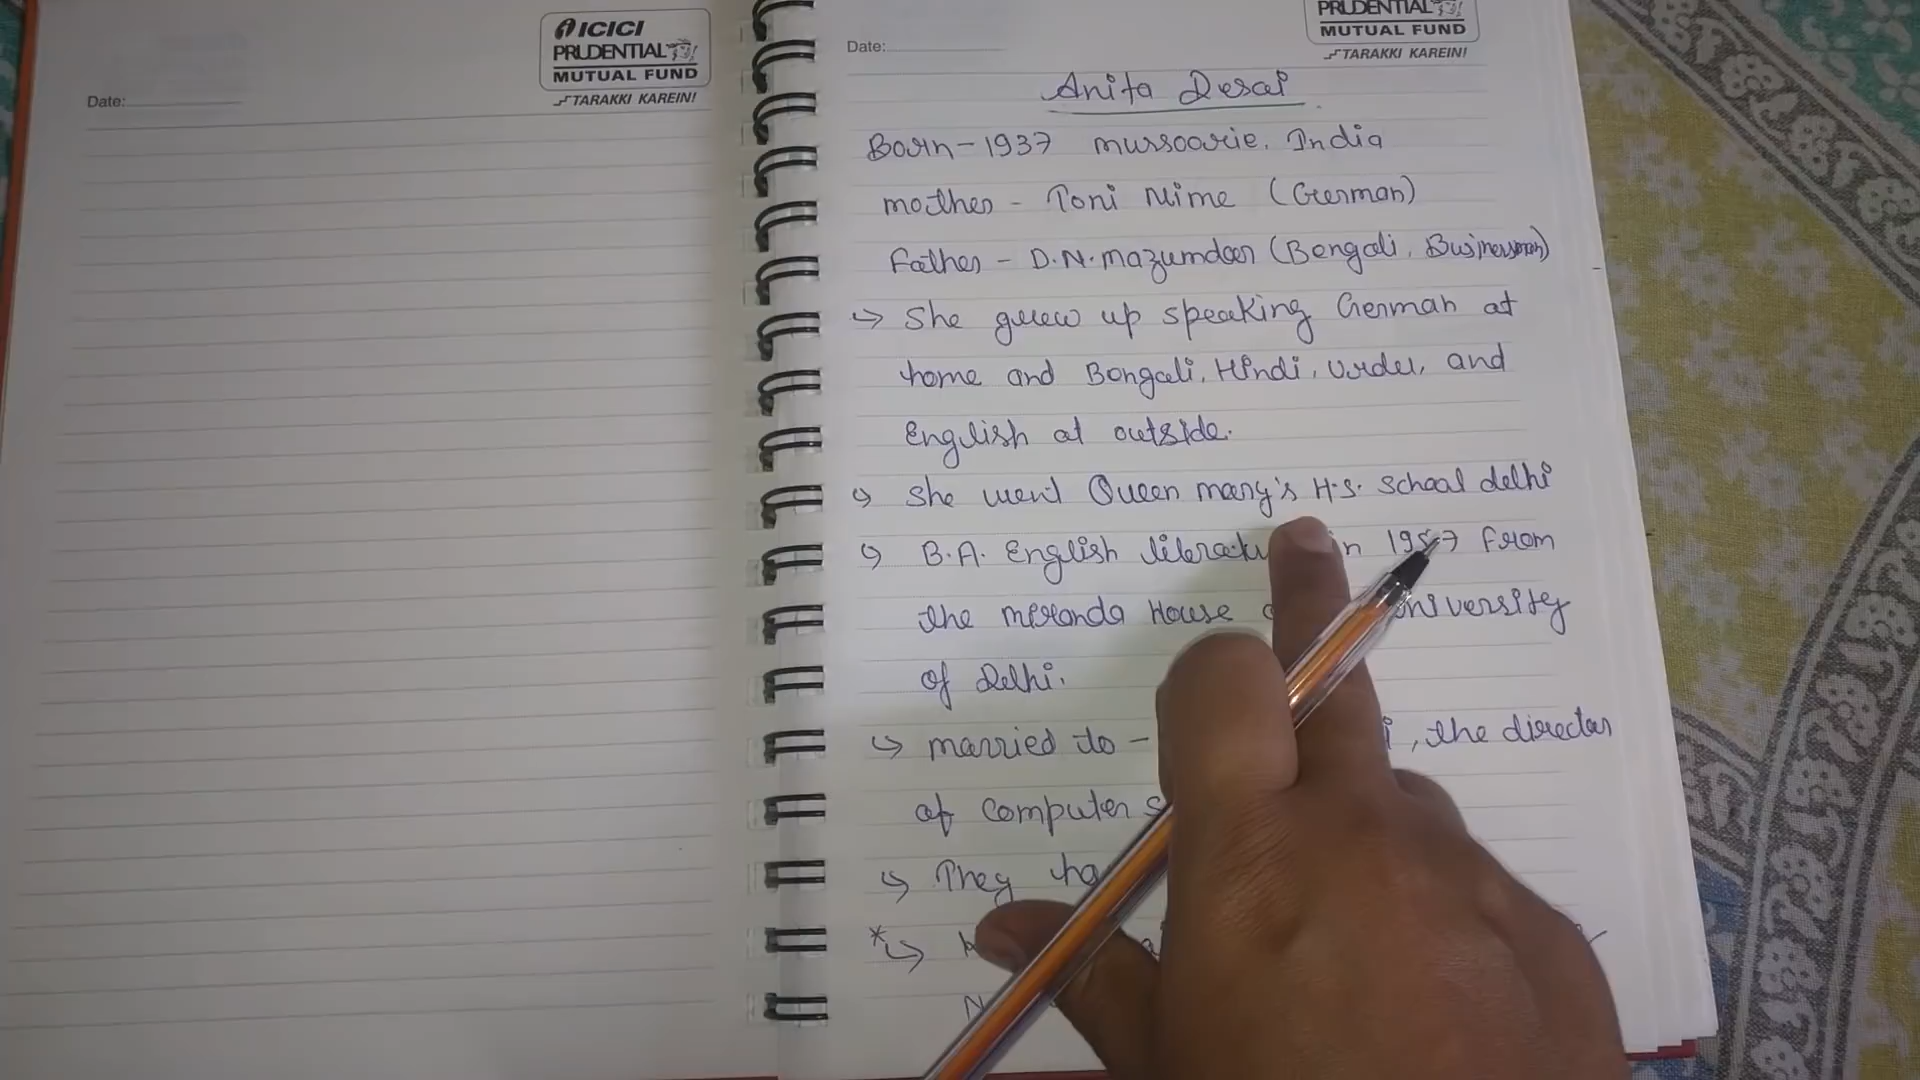 ICICI
PRUDENTIAL
MUTUAL FUND
TARAKKI KAREIN!
Date:
PRUDENTIAL
MUTUAL FUND
TARAKKI KAREIN!
Date:
Anita Desai
Born - 1937 mussoorie. India
mother - Toni Nime (German)
Father - D.N. mazumdar (Bengali, Businessman)
→ She grew up speaking German at
home and Bengali, Hindi, Urdu, and
English at outside.
→ She went Queen mary's H.S. School delhi
→ B.A. English in 1957 from
the miranda House university
of Delhi.
→ married to - , the director
of computer
→ They
*→